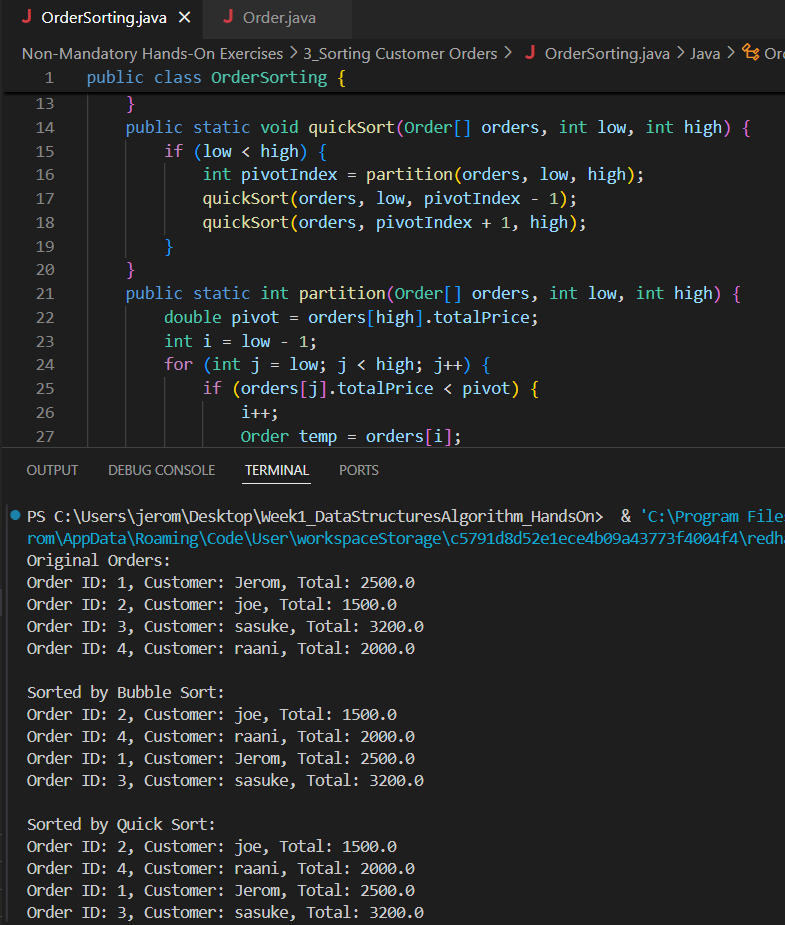 OrderSorting.java Order.java
Non-Mandatory Hands-On Exercises > 3_Sorting Customer Orders > OrderSorting.java > Java >
1 public class OrderSorting {
13 }
14 public static void quickSort(Order[] orders, int low, int high) {
15 if (low < high) {
16 int pivotIndex = partition(orders, low, high);
17 quickSort(orders, low, pivotIndex - 1);
18 quickSort(orders, pivotIndex + 1, high);
19 }
20 }
21 public static int partition(Order[] orders, int low, int high) {
22 double pivot = orders[high].totalPrice;
23 int i = low - 1;
24 for (int j = low; j < high; j++) {
25 if (orders[j].totalPrice < pivot) {
26 i++;
27 Order temp = orders[i];
OUTPUT DEBUG CONSOLE TERMINAL PORTS
PS C:\Users\jerom\Desktop\Week1_DataStructuresAlgorithm_HandsOn> & 'C:\Program Files
rom\AppData\Roaming\Code\User\workspaceStorage\c5791d8d52e1ece4b09a43773f4004f4\redha
Original Orders:
Order ID: 1, Customer: Jerom, Total: 2500.0
Order ID: 2, Customer: joe, Total: 1500.0
Order ID: 3, Customer: sasuke, Total: 3200.0
Order ID: 4, Customer: raani, Total: 2000.0
Sorted by Bubble Sort:
Order ID: 2, Customer: joe, Total: 1500.0
Order ID: 4, Customer: raani, Total: 2000.0
Order ID: 1, Customer: Jerom, Total: 2500.0
Order ID: 3, Customer: sasuke, Total: 3200.0
Sorted by Quick Sort:
Order ID: 2, Customer: joe, Total: 1500.0
Order ID: 4, Customer: raani, Total: 2000.0
Order ID: 1, Customer: Jerom, Total: 2500.0
Order ID: 3, Customer: sasuke, Total: 3200.0